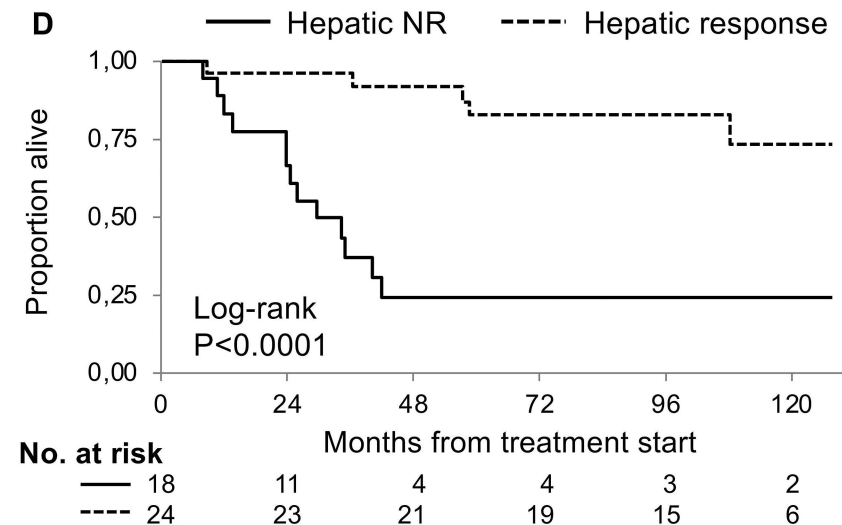 D
Hepatic NR Hepatic response
1,00
0,75
0,50
0,25
0,00
Proportion alive
Log-rank
P<0.0001
0 24 48 72 96 120
Months from treatment start
No. at risk
18 11 4 4 3 2
24 23 21 19 15 6